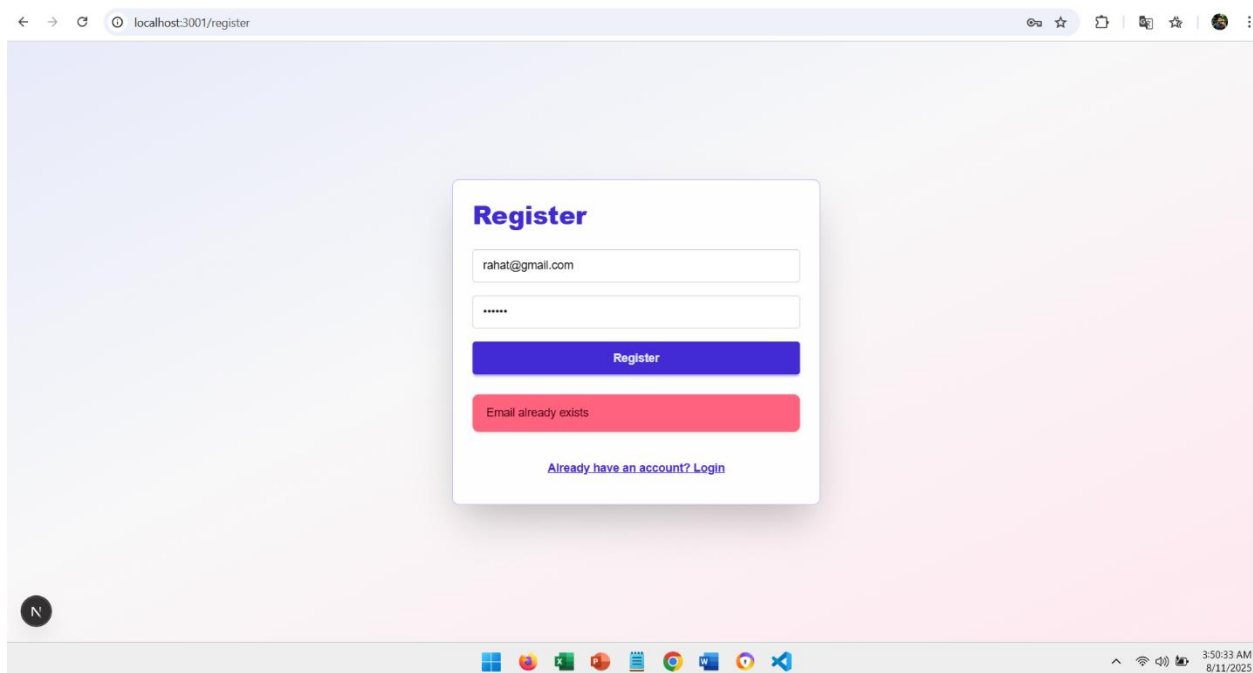 localhost:3001/register
Register
rahat@gmail.com
••••••
Register
Email already exists
Already have an account? Login
N
3:50:33 AM
8/11/2025